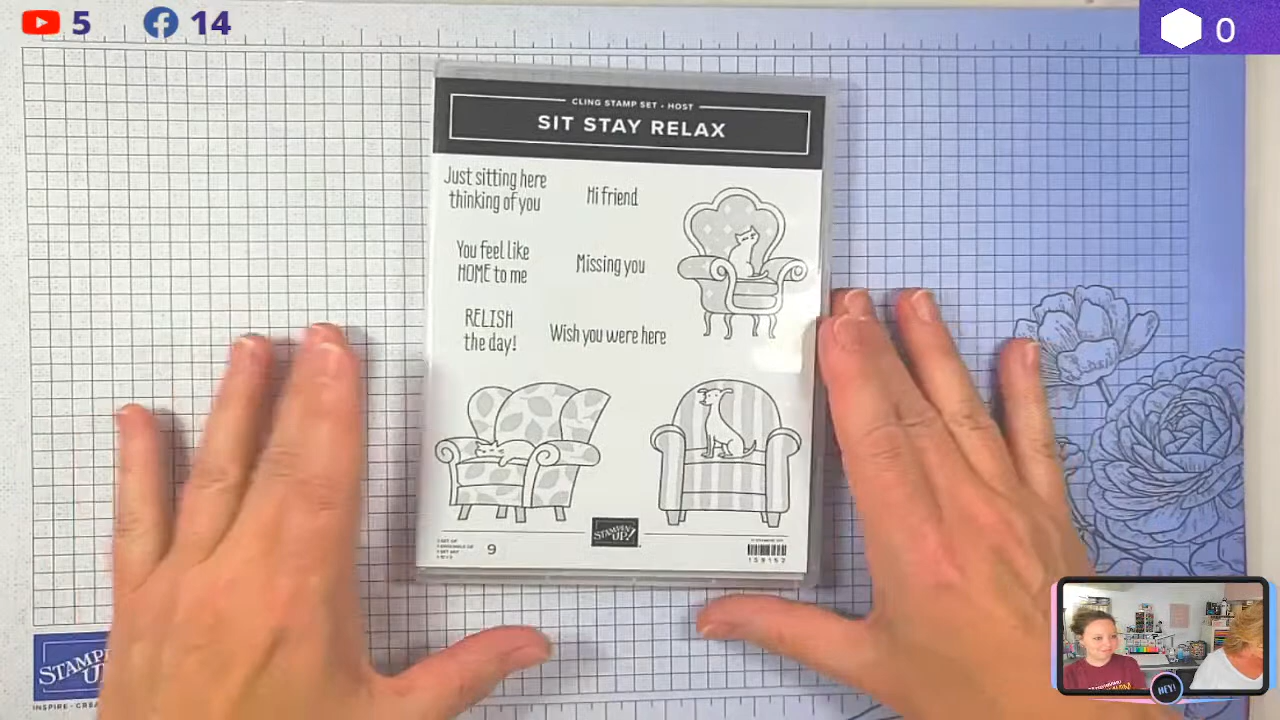 5
14
0
CLING STAMP SET • HOST
SIT STAY RELAX
Just sitting here
thinking of you
Hi friend
You feel like
HOME to me
Missing you
RELISH
the day!
Wish you were here
STAMPIN'
UP!
9
159152
STAMPIN'
UP!
HEY!